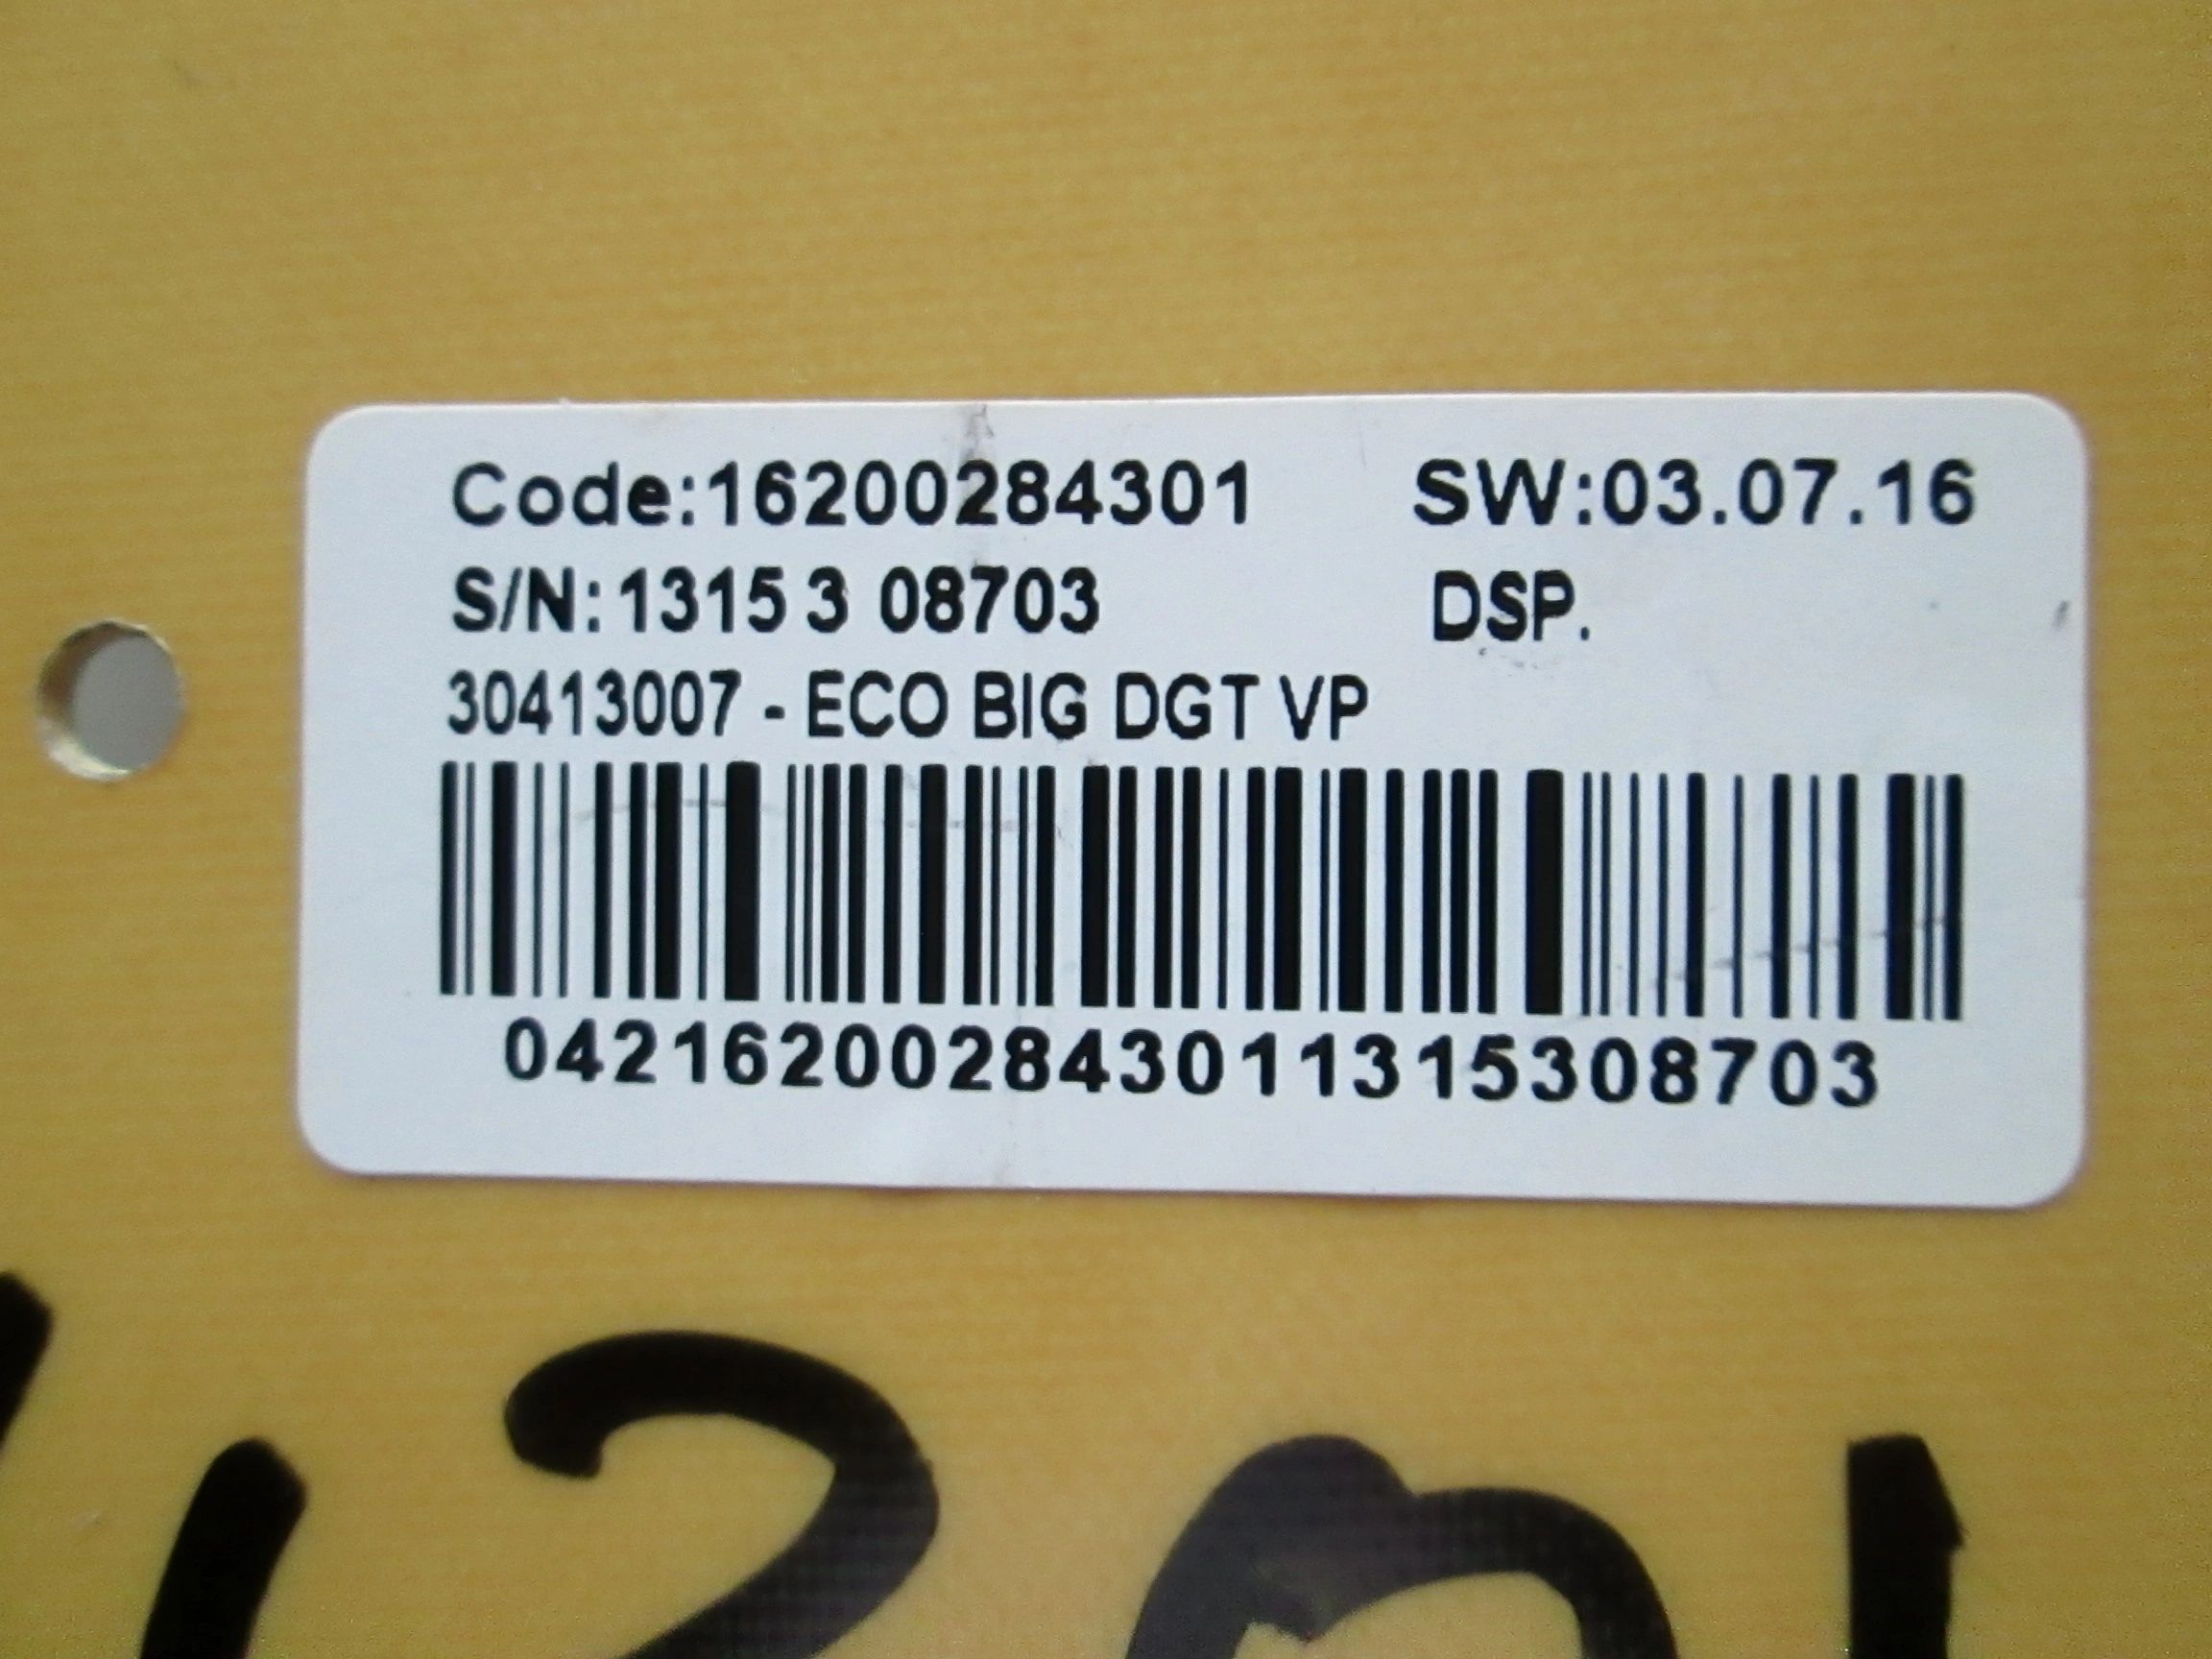 Code:16200284301 SW:03.07.16
S/N:1315 3 08703 DSP.
30413007 - ECO BIG DGT VP
042162002843011315308703